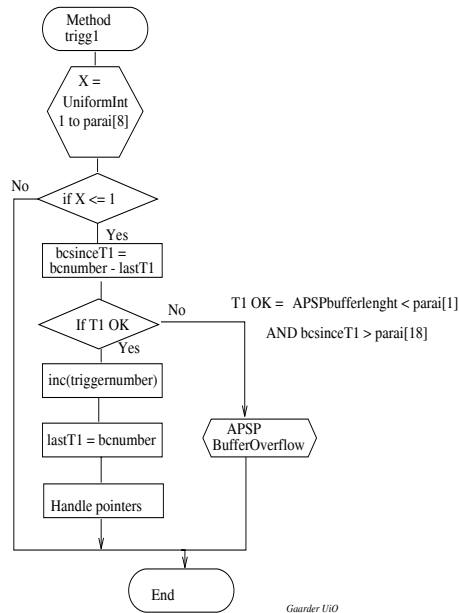 Method
trigg1
X =
UniformInt
1 to parai[8]
No
if X <= 1
Yes
bcsinceT1 =
bcnumber - lastT1
No
T1 OK = APSPbufferlenght < parai[1]
If T1 OK
AND bcsinceT1 > parai[18]
Yes
inc(triggernumber)
APSP
BufferOverflow
lastT1 = bcnumber
Handle pointers
End
Gaarder UiO